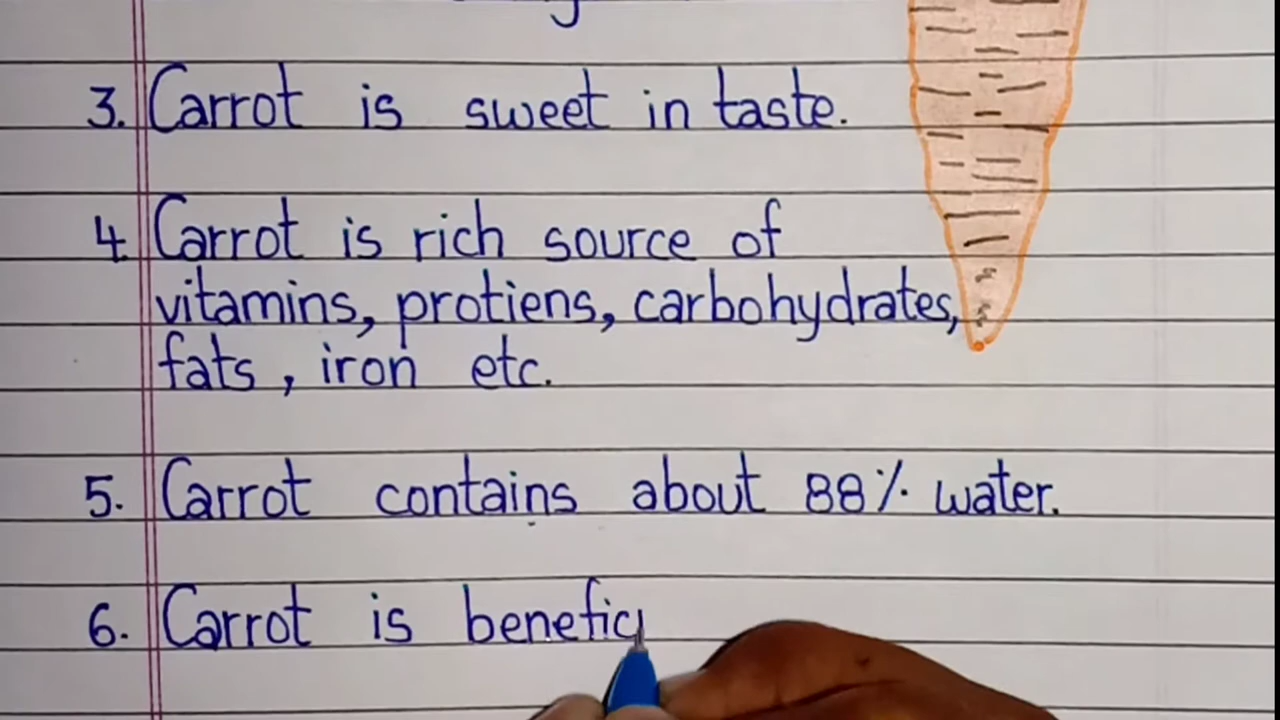 3. Carrot is sweet in taste.
4. Carrot is rich source of
vitamins, protiens, carbohydrates,
fats, iron etc.
5. Carrot contains about 88% water.
6. Carrot is benefici